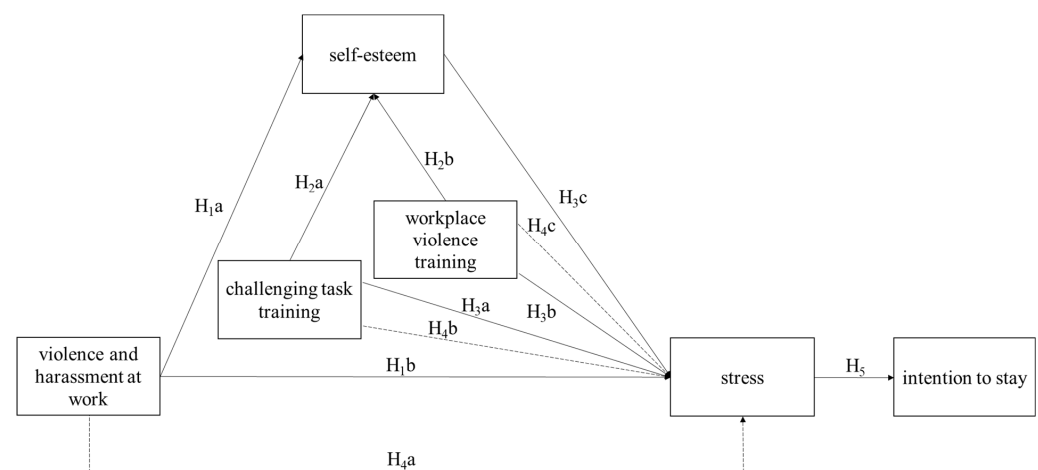 self-esteem
H₂b
H₂a
H₃c
H₁a
workplace
violence
training
H₄c
challenging task
training
H₃a
H₃b
H₄b
violence and
harassment at
work
H₁b
stress
H₅
intention to stay
H₄a